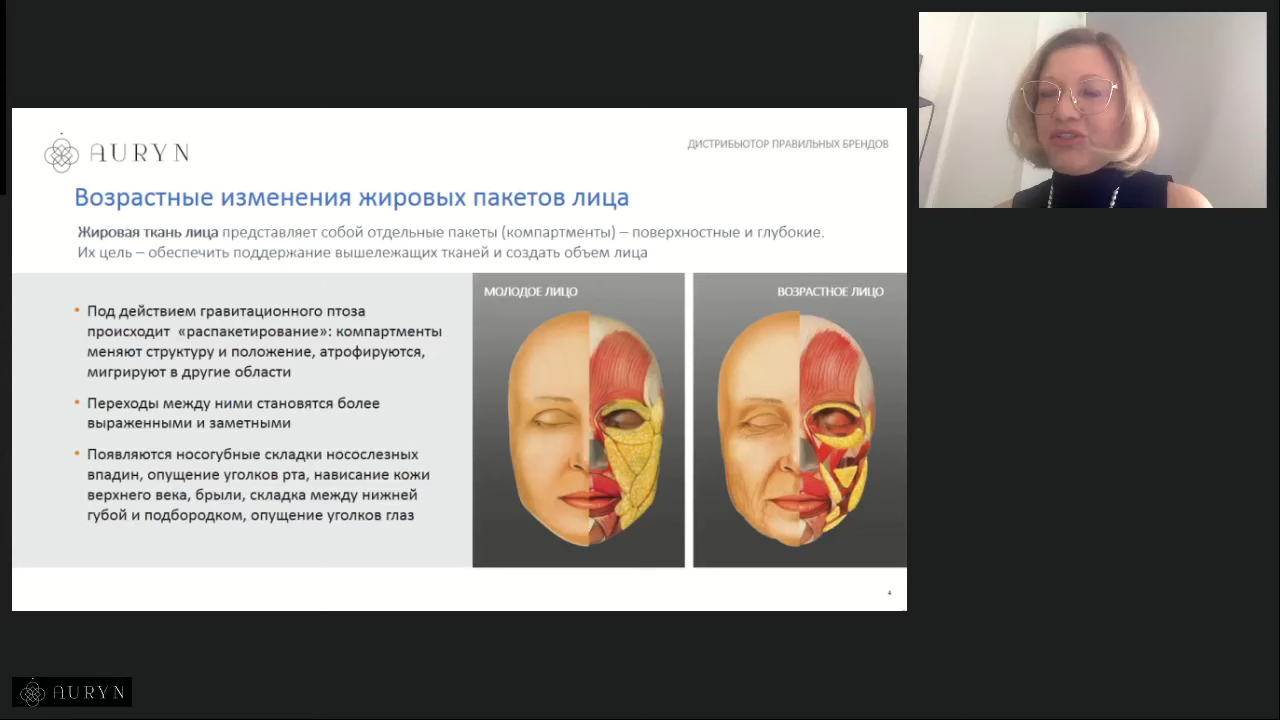 AURYN
ДИСТРИБЬЮТОР ПРАВИЛЬНЫХ БРЕНДОВ
Возрастные изменения жировых пакетов лица
Жировая ткань лица представляет собой отдельные пакеты (компартменты) – поверхностные и глубокие.
Их цель – обеспечить поддержание вышележащих тканей и создать объем лица
• Под действием гравитационного птоза
происходит «распакетирование»: компартменты
меняют структуру и положение, атрофируются,
мигрируют в другие области
• Переходы между ними становятся более
выраженными и заметными
• Появляются носогубные складки носослезных
впадин, опущение уголков рта, нависание кожи
верхнего века, брыли, складка между нижней
губой и подбородком, опущение уголков глаз
МОЛОДОЕ ЛИЦО
ВОЗРАСТНОЕ ЛИЦО
4
AURYN